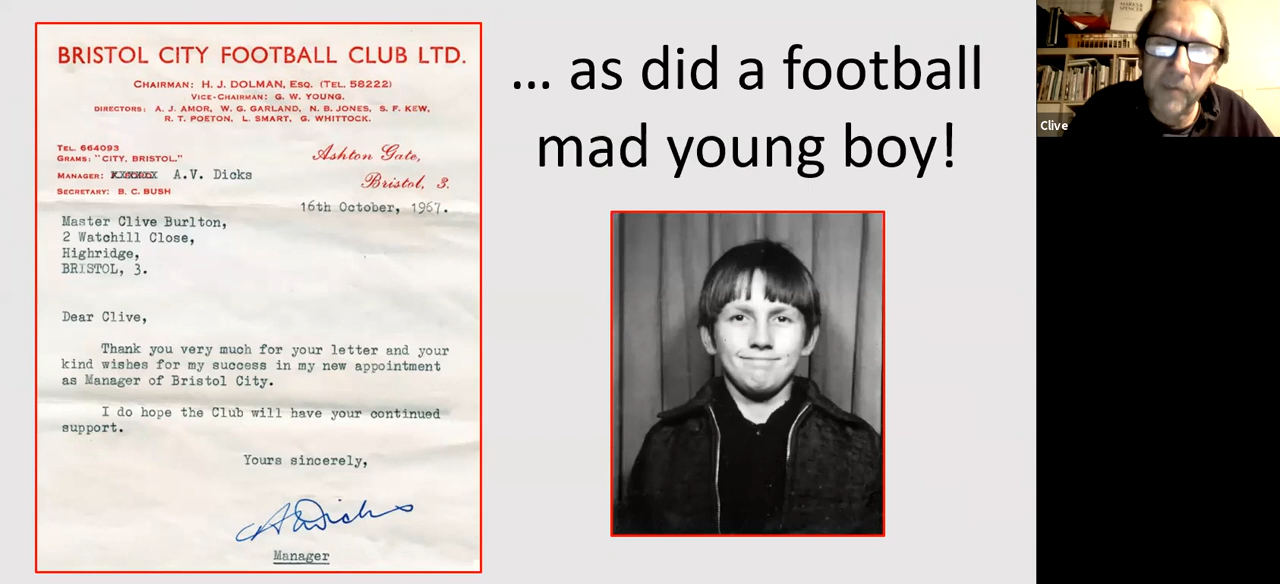 BRISTOL CITY FOOTBALL CLUB LTD.
CHAIRMAN: H. J. DOLMAN, ESQ. (TEL. 58222)
VICE-CHAIRMAN: G. W. YOUNG.
DIRECTORS: A. J. AMOR, W. G. GARLAND, N. B. JONES, S. F. KEW,
R. T. POETON, L. SMART, G. WHITTOCK.
TEL. 664093
GRAMS: "CITY, BRISTOL."
MANAGER: A.V. Dicks
SECRETARY: B. C. BUSH
Ashton Gate,
Bristol, 3.
16th October, 1967.
Master Clive Burlton,
2 Watchill Close,
Highridge,
BRISTOL, 3.
Dear Clive,
Thank you very much for your letter and your
kind wishes for my success in my new appointment
as Manager of Bristol City.
I do hope the Club will have your continued
support.
Yours sincerely,
A Dicks
Manager
... as did a football
mad young boy!
MARKS &
SPENCER
Clive